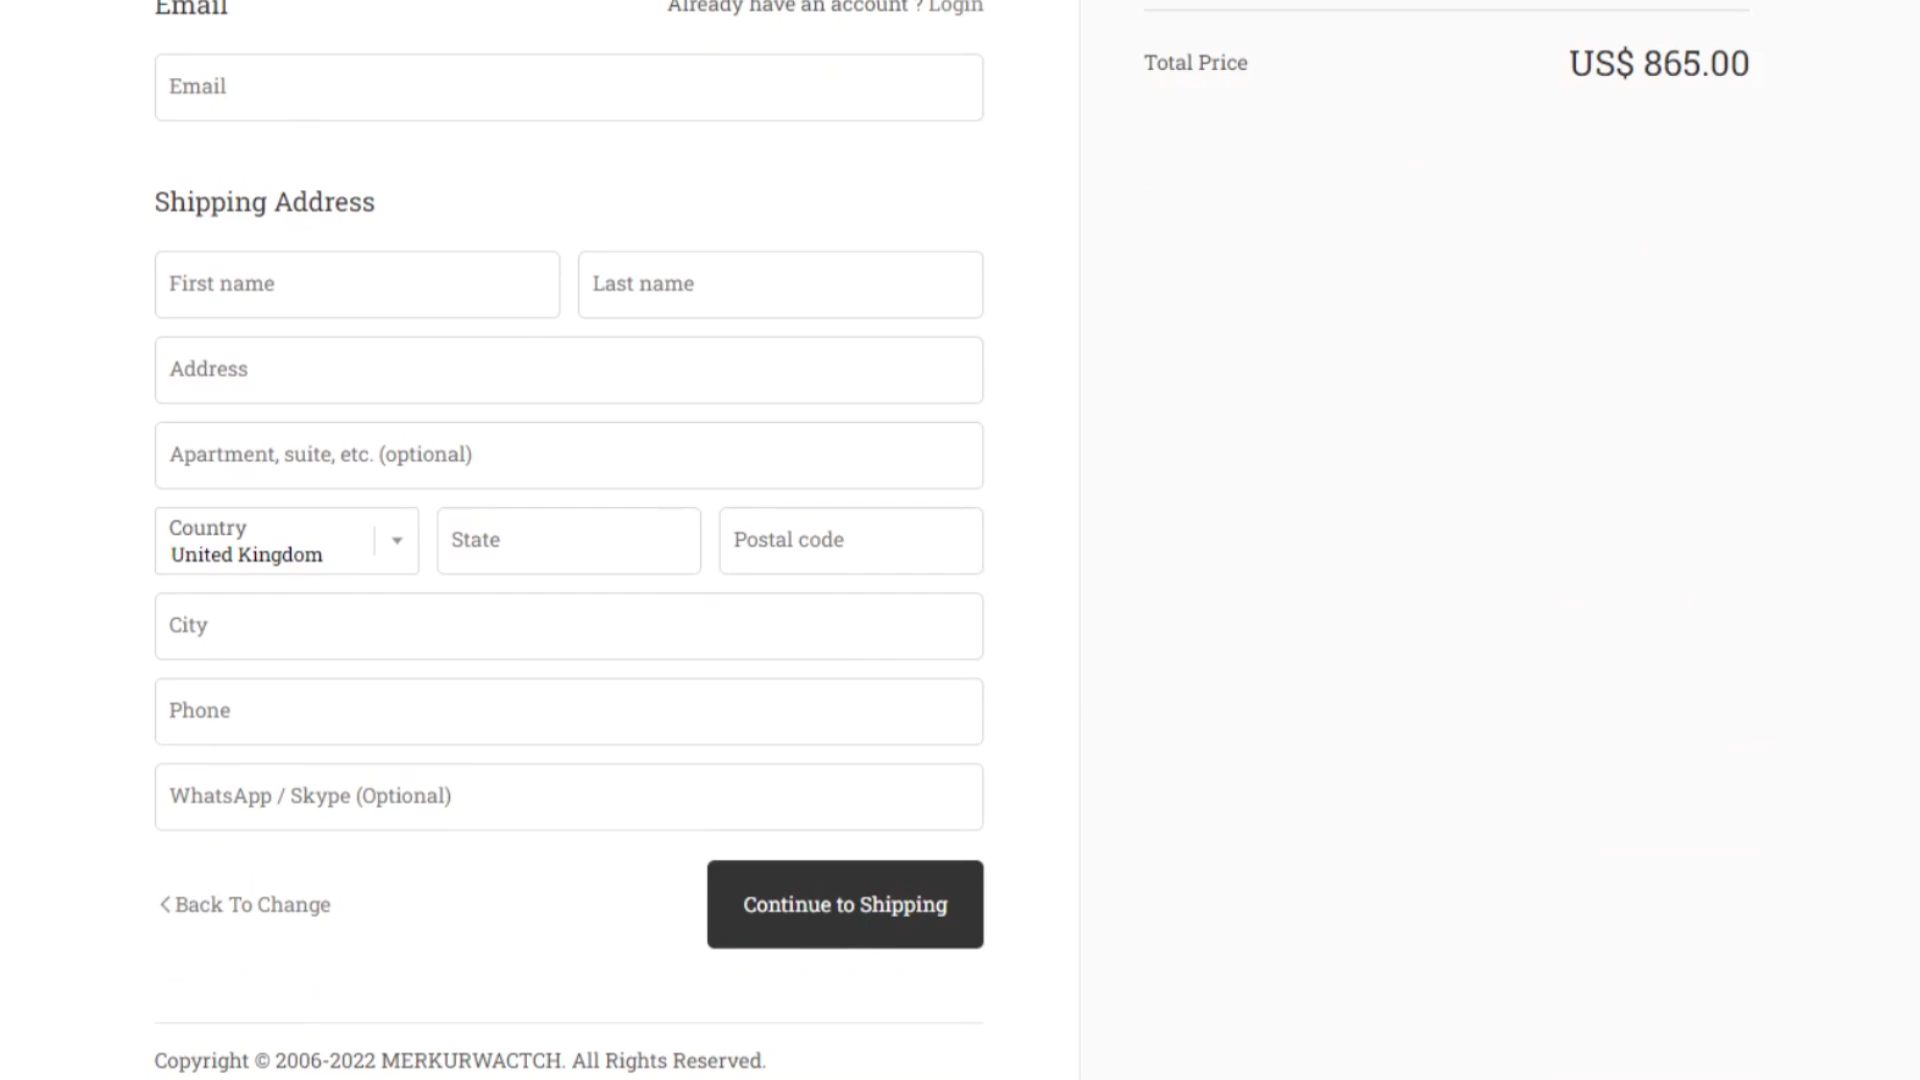 Email
Already have an account ? Login
Email
Shipping Address
First name
Last name
Address
Apartment, suite, etc. (optional)
Country
United Kingdom
State
Postal code
City
Phone
WhatsApp / Skype (Optional)
Back To Change
Continue to Shipping
Copyright © 2006-2022 MERKURWACTCH. All Rights Reserved.
Total Price
US$ 865.00